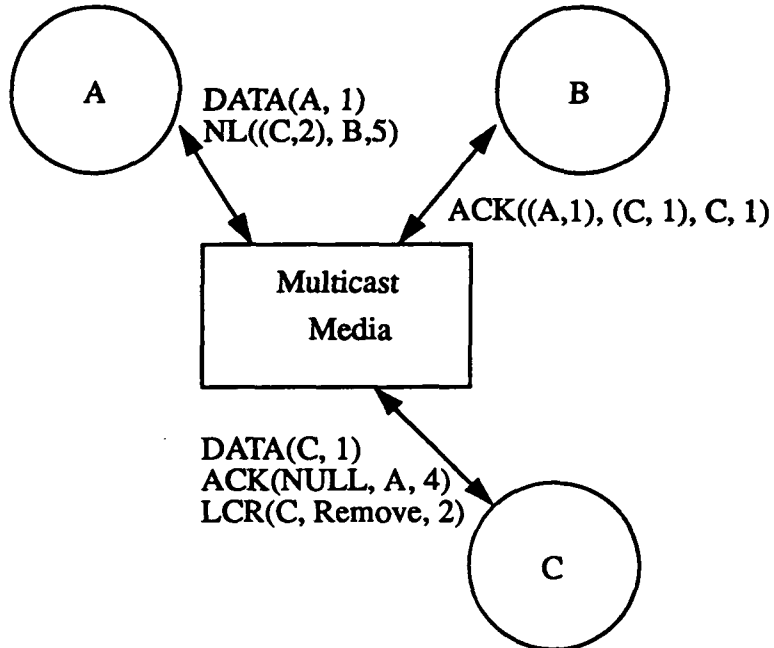 A
B
DATA(A, 1)
NL((C,2), B,5)
ACK((A,1), (C, 1), C, 1)
Multicast
Media
DATA(C, 1)
ACK(NULL, A, 4)
LCR(C, Remove, 2)
C